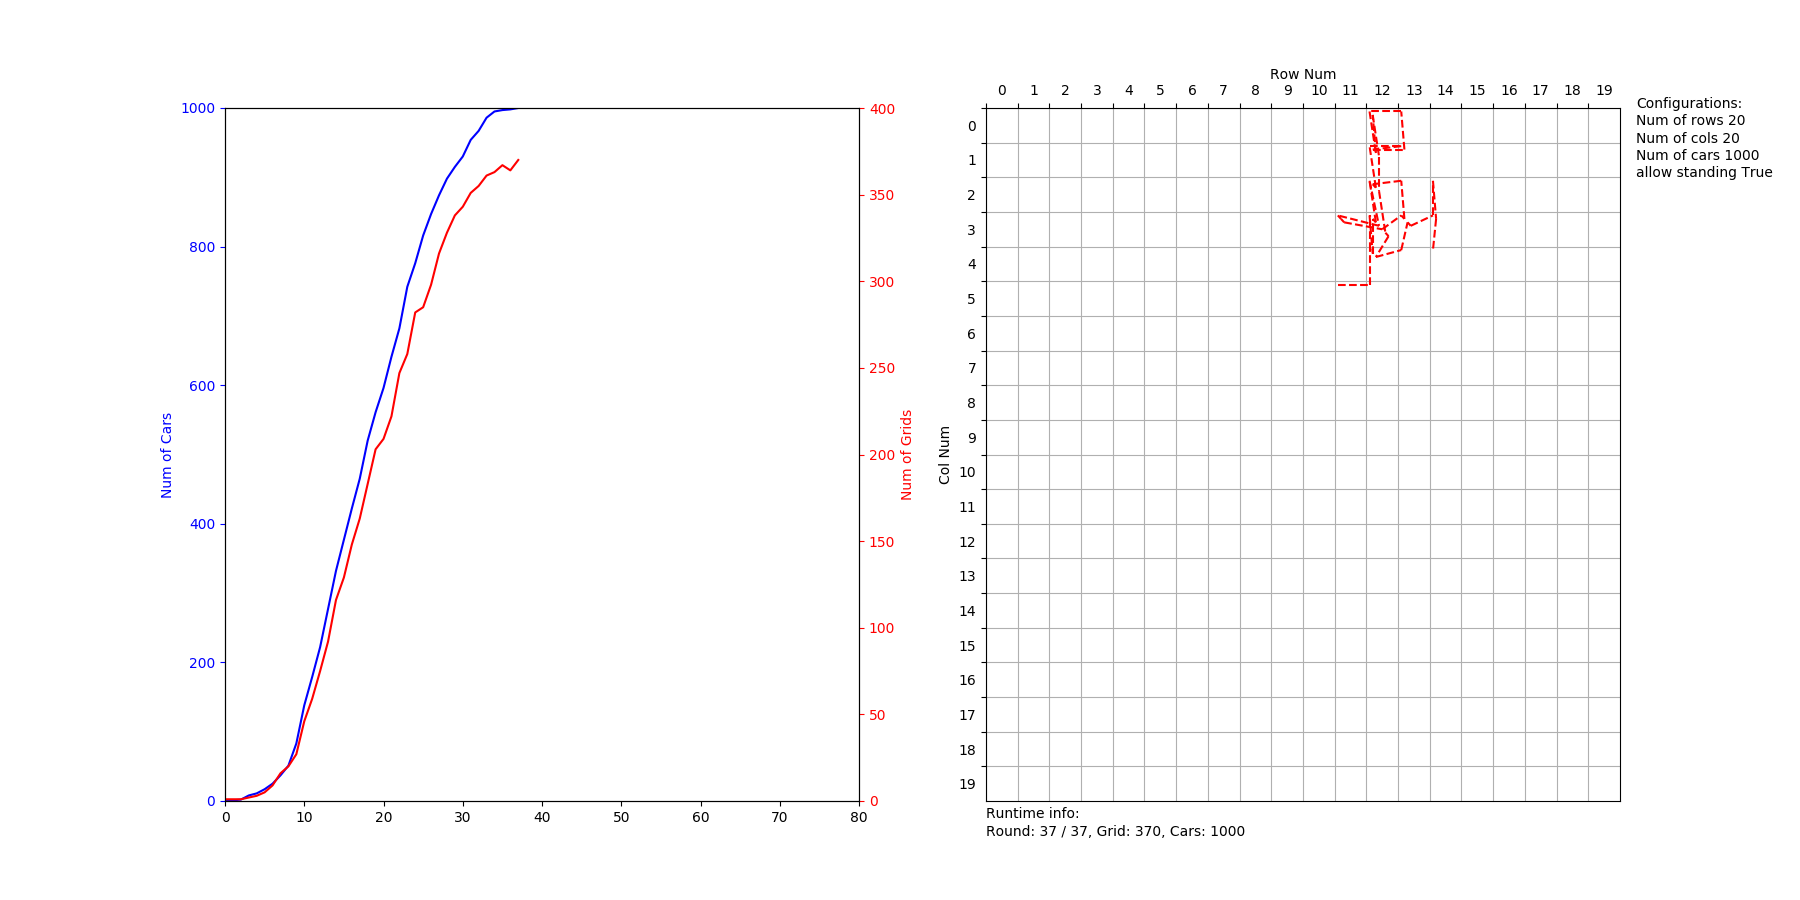 1000
800
600
400
200
0
Num of Cars
0 10 20 30 40 50 60 70 80
400
350
300
250
200
150
100
50
0
Num of Grids
Row Num
0 1 2 3 4 5 6 7 8 9 10 11 12 13 14 15 16 17 18 19
Col Num
0
1
2
3
4
5
6
7
8
9
10
11
12
13
14
15
16
17
18
19
Configurations:
Num of rows 20
Num of cols 20
Num of cars 1000
allow standing True
Runtime info:
Round: 37 / 37, Grid: 370, Cars: 1000